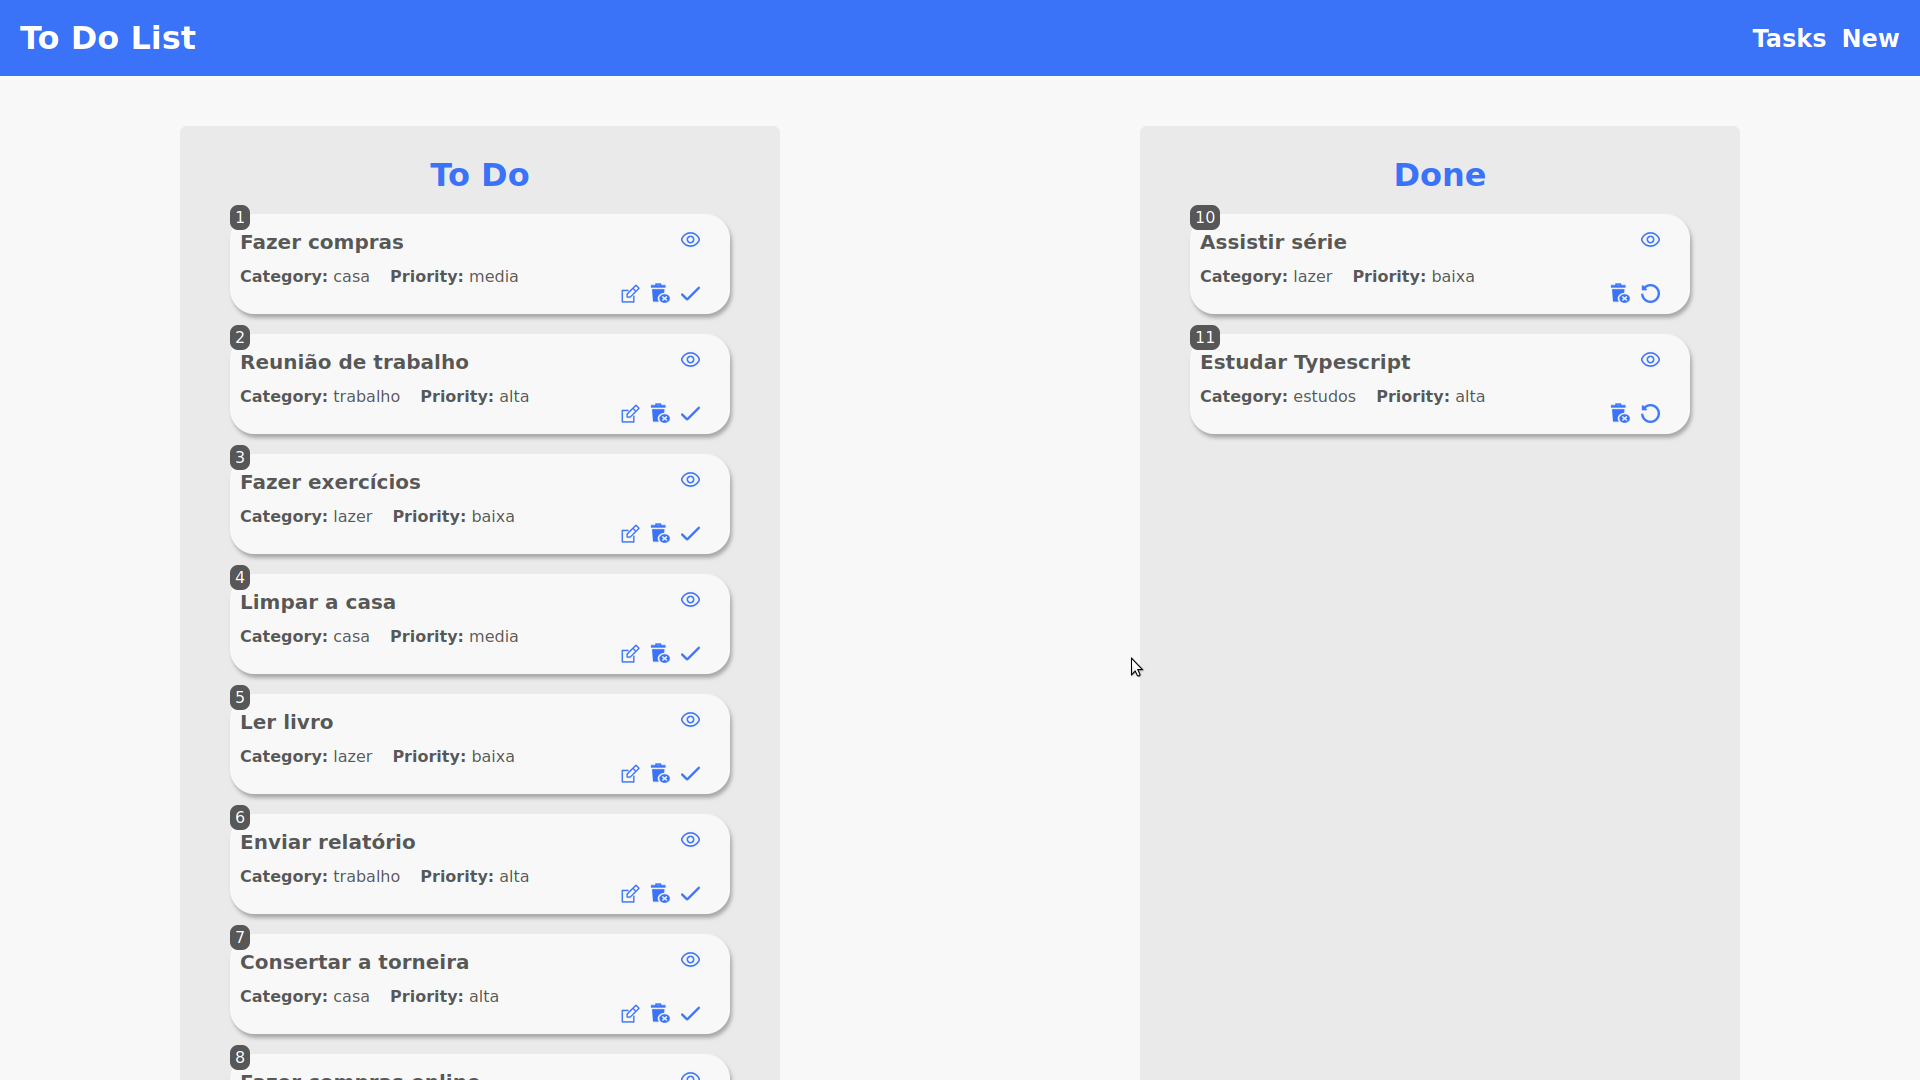 To Do List
Tasks New
To Do
1
Fazer compras
Category: casa Priority: media
2
Reunião de trabalho
Category: trabalho Priority: alta
3
Fazer exercícios
Category: lazer Priority: baixa
4
Limpar a casa
Category: casa Priority: media
5
Ler livro
Category: lazer Priority: baixa
6
Enviar relatório
Category: trabalho Priority: alta
7
Consertar a torneira
Category: casa Priority: alta
8
Fazer compras online
Done
10
Assistir série
Category: lazer Priority: baixa
11
Estudar Typescript
Category: estudos Priority: alta